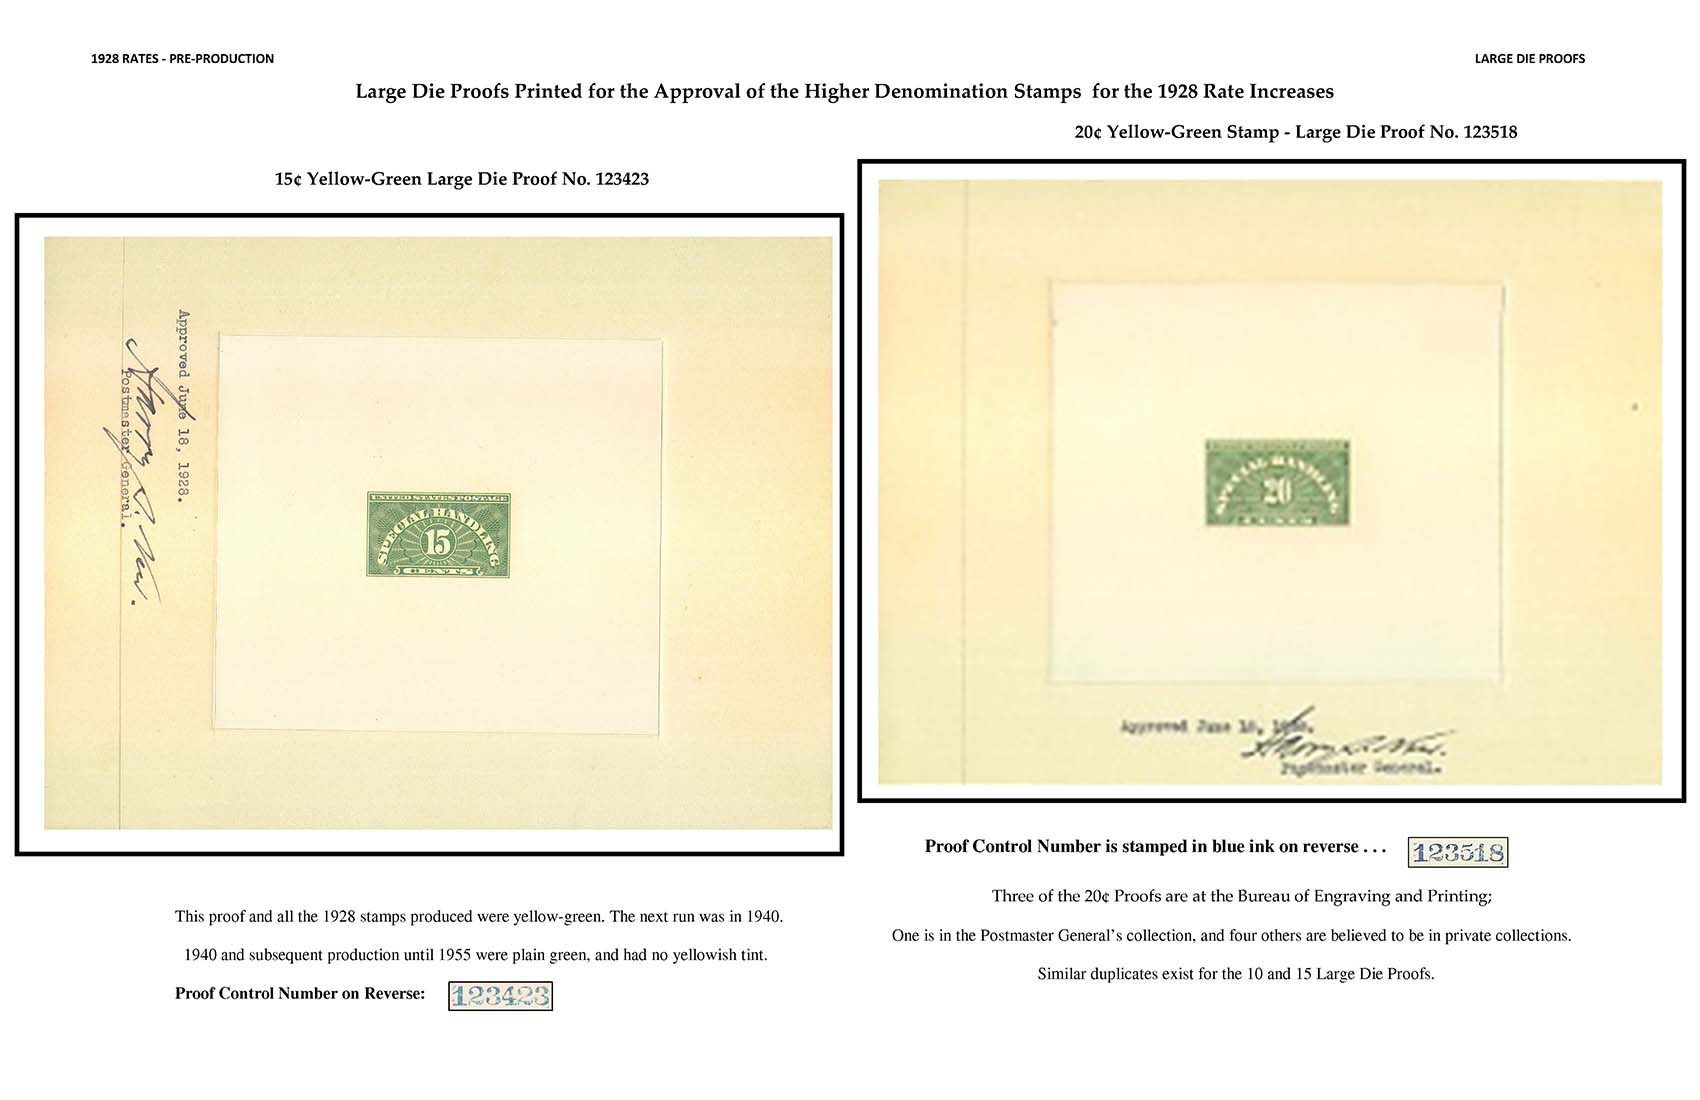 1928 RATES - PRE-PRODUCTION
LARGE DIE PROOFS
Large Die Proofs Printed for the Approval of the Higher Denomination Stamps for the 1928 Rate Increases
20¢ Yellow-Green Stamp - Large Die Proof No. 123518
15¢ Yellow-Green Large Die Proof No. 123423
Approved June 18, 1928.
Harry S. New.
Postmaster General.
UNITED STATES POSTAGE
SPECIAL HANDLING
15
CENTS
SPECIAL HANDLING
20
CENTS
Approved June 18, 1928.
Harry S. New.
Postmaster General.
Proof Control Number is stamped in blue ink on reverse . . .
123518
Three of the 20¢ Proofs are at the Bureau of Engraving and Printing;
One is in the Postmaster General's collection, and four others are believed to be in private collections.
Similar duplicates exist for the 10 and 15 Large Die Proofs.
This proof and all the 1928 stamps produced were yellow-green. The next run was in 1940.
1940 and subsequent production until 1955 were plain green, and had no yellowish tint.
Proof Control Number on Reverse:
123423